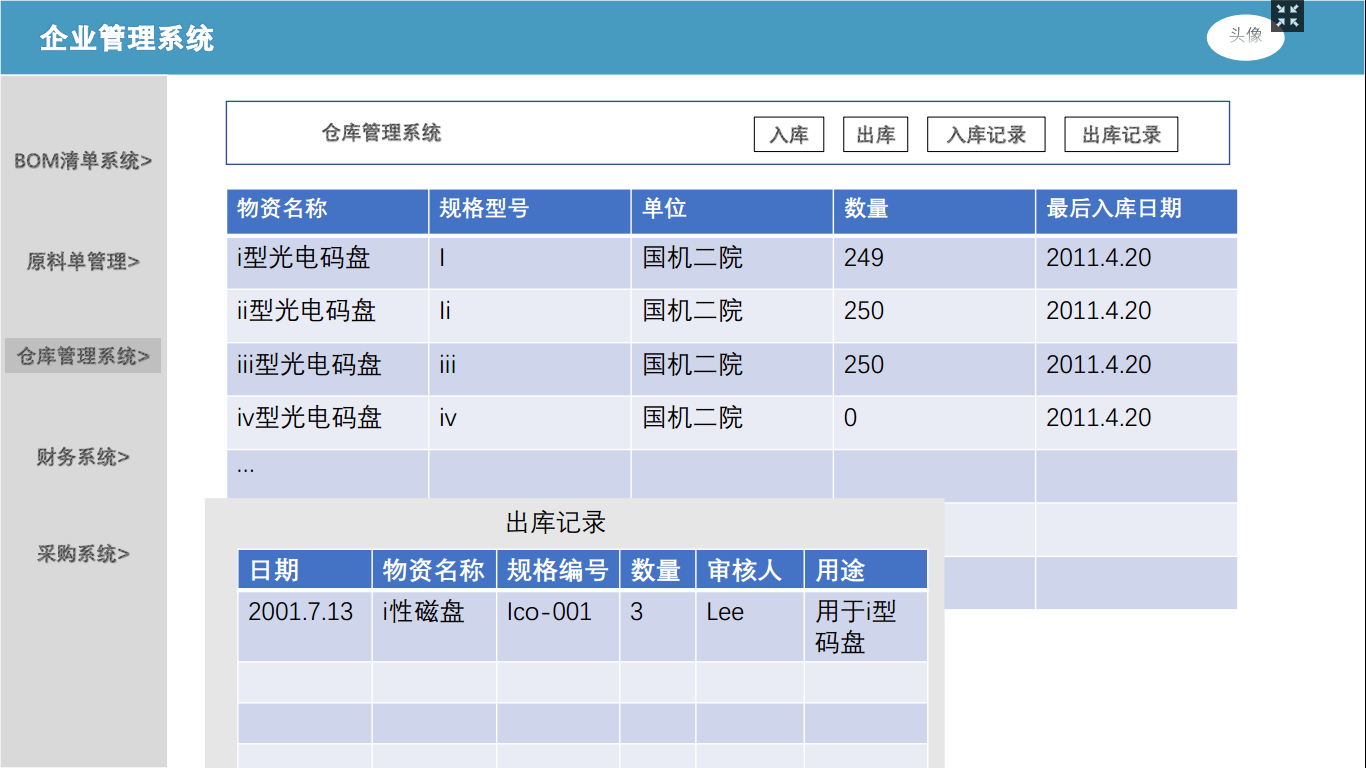 企业管理系统
头像
BOM清单系统>
原料单管理>
仓库管理系统>
财务系统>
采购系统>
仓库管理系统 入库 出库 入库记录 出库记录
物资名称 规格型号 单位 数量 最后入库日期
i型光电码盘 I 国机二院 249 2011.4.20
ii型光电码盘 Ii 国机二院 250 2011.4.20
iii型光电码盘 iii 国机二院 250 2011.4.20
iv型光电码盘 iv 国机二院 0 2011.4.20
...
出库记录
日期 物资名称 规格编号 数量 审核人 用途
2001.7.13 i性磁盘 Ico-001 3 Lee 用于i型
码盘